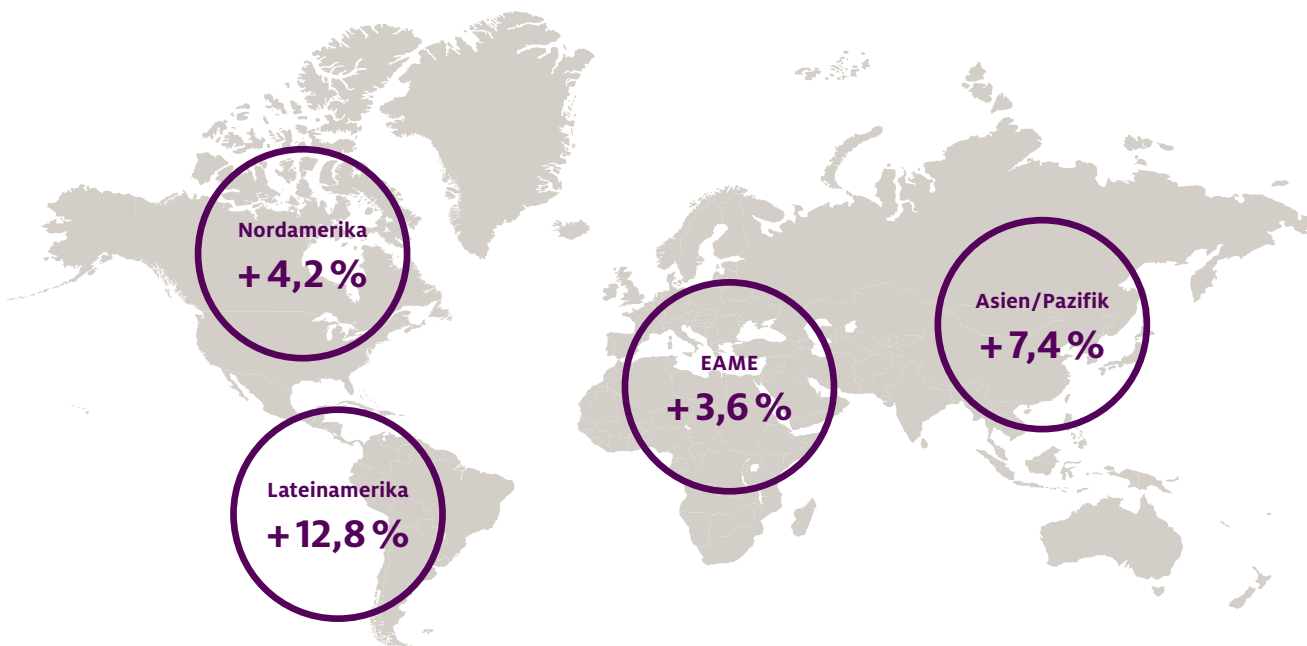 Nordamerika
+ 4,2 %
Lateinamerika
+ 12,8 %
EAME
+ 3,6 %
Asien/Pazifik
+ 7,4 %